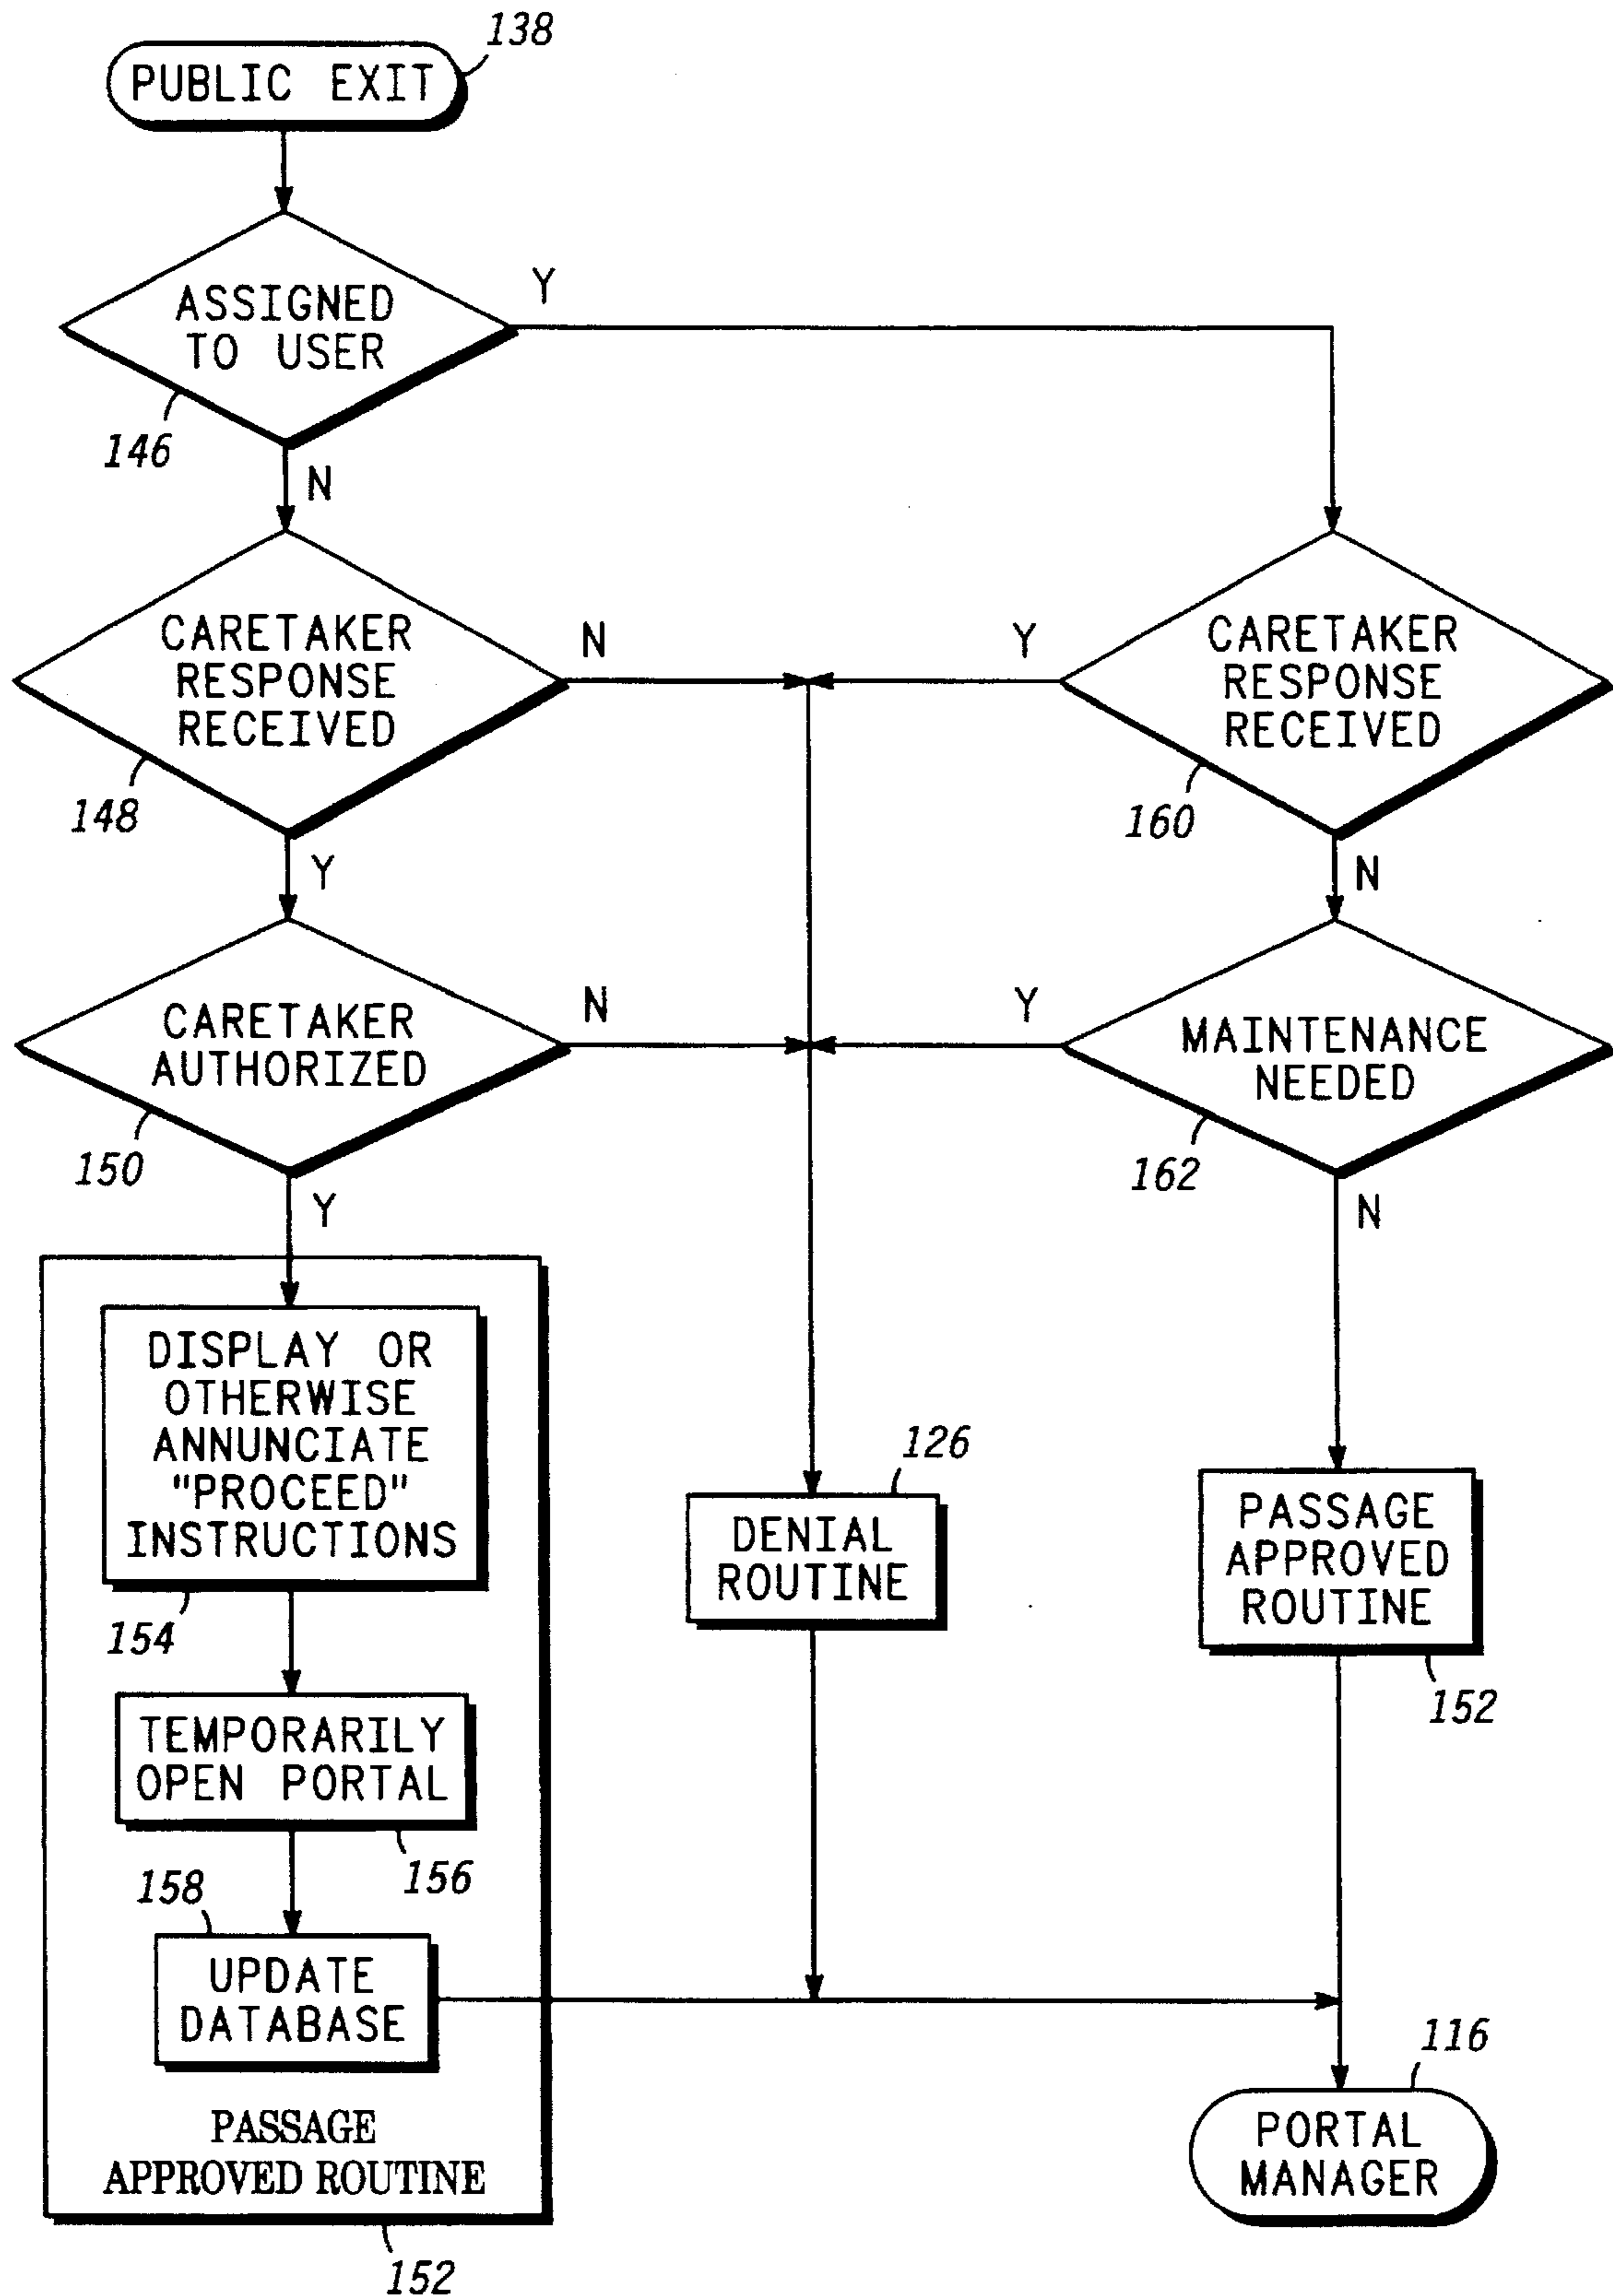 138
PUBLIC EXIT
ASSIGNED
TO USER
Y
146
N
CARETAKER
RESPONSE
RECEIVED
N
148
Y
CARETAKER
RESPONSE
RECEIVED
Y
160
N
CARETAKER
AUTHORIZED
N
150
Y
MAINTENANCE
NEEDED
Y
162
N
DISPLAY OR
OTHERWISE
ANNUNCIATE
"PROCEED"
INSTRUCTIONS
154
TEMPORARILY
OPEN PORTAL
156
158
UPDATE
DATABASE
PASSAGE
APPROVED ROUTINE
152
126
DENIAL
ROUTINE
PASSAGE
APPROVED
ROUTINE
152
116
PORTAL
MANAGER